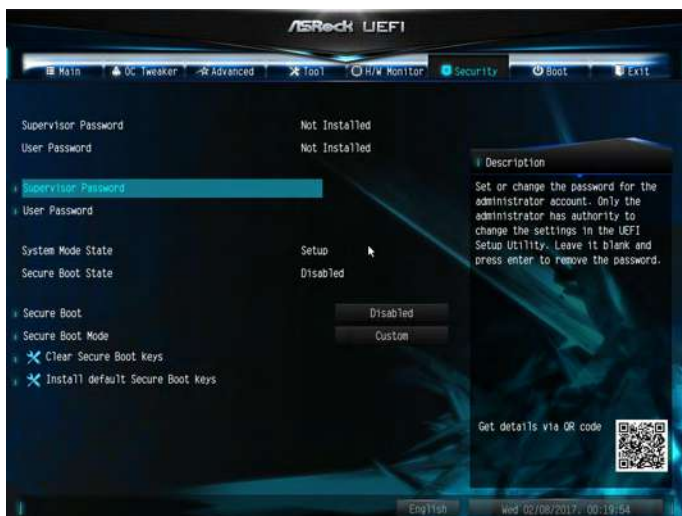 ASRock UEFI
Main OC Tweaker Advanced Tool H/W Monitor Security Boot Exit
Supervisor Password Not Installed
User Password Not Installed
Supervisor Password
User Password
System Mode State Setup
Secure Boot State Disabled
Secure Boot Disabled
Secure Boot Mode Custom
Clear Secure Boot keys
Install default Secure Boot Keys
Description
Set or change the password for the
administrator account. Only the
administrator has authority to
change the settings in the UEFI
Setup Utility. Leave it blank and
press enter to remove the password.
Get details via QR code
English Wed 02/08/2017, 00:19:54